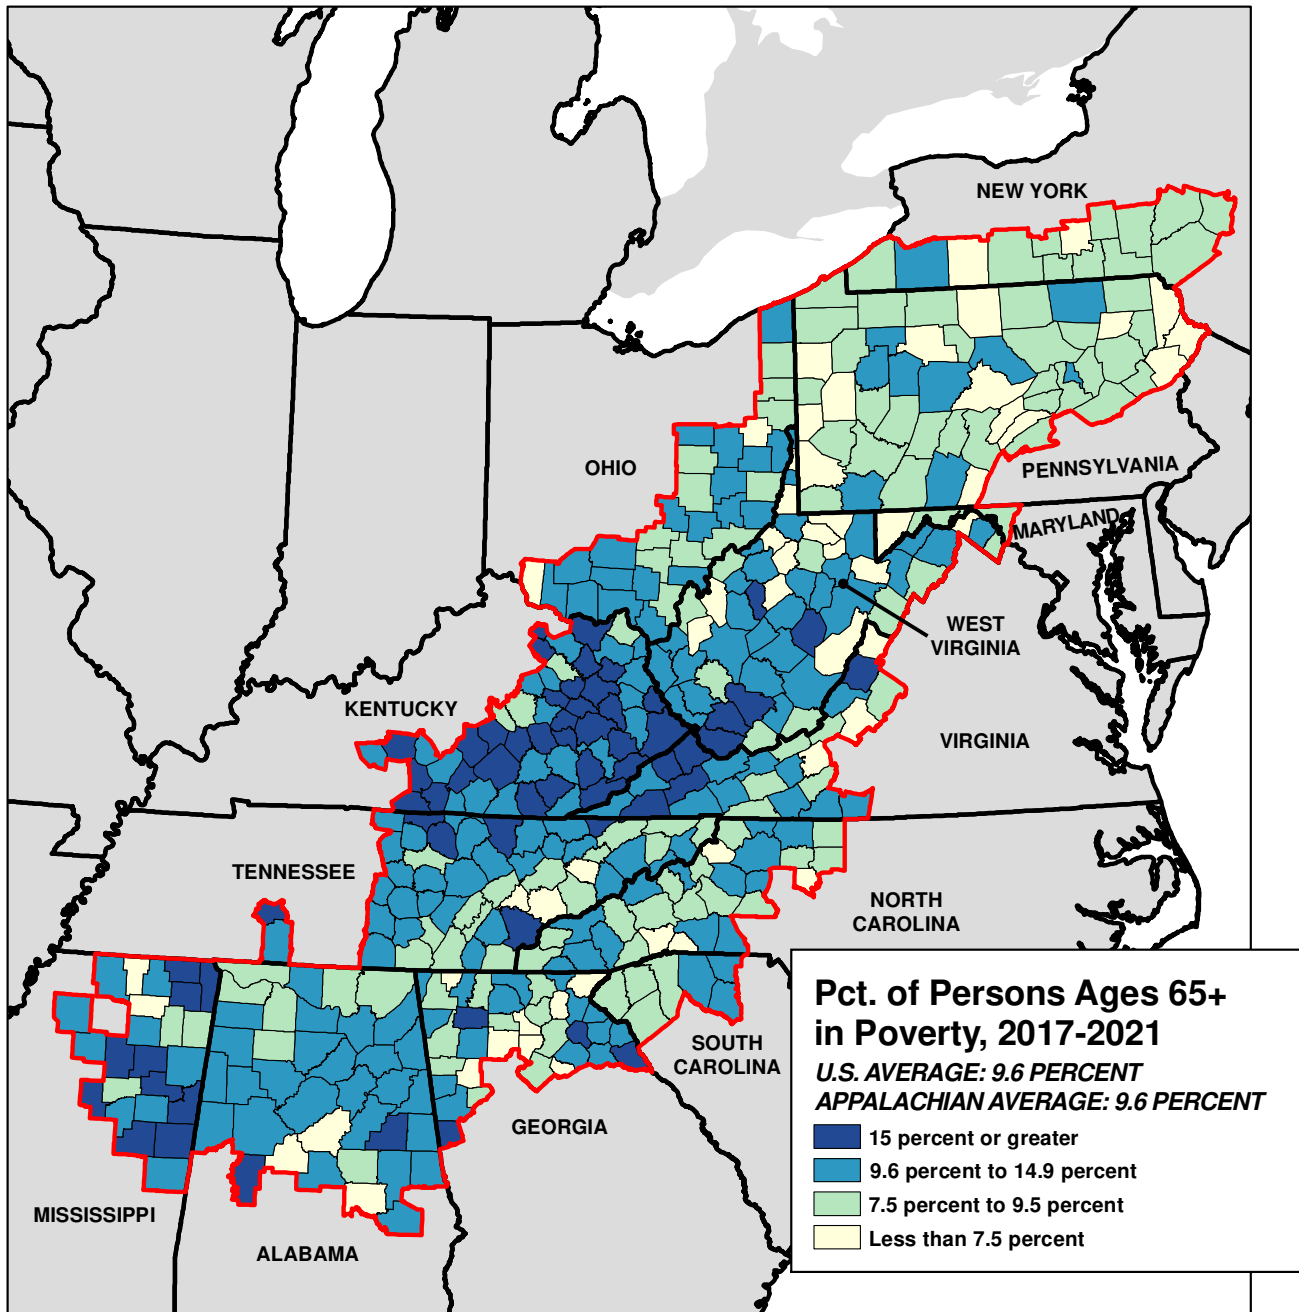 NEW YORK
OHIO
PENNSYLVANIA
MARYLAND
WEST
VIRGINIA
KENTUCKY
VIRGINIA
TENNESSEE
NORTH
CAROLINA
SOUTH
CAROLINA
GEORGIA
MISSISSIPPI
ALABAMA
Pct. of Persons Ages 65+
in Poverty, 2017-2021
U.S. AVERAGE: 9.6 PERCENT
APPALACHIAN AVERAGE: 9.6 PERCENT
15 percent or greater
9.6 percent to 14.9 percent
7.5 percent to 9.5 percent
Less than 7.5 percent